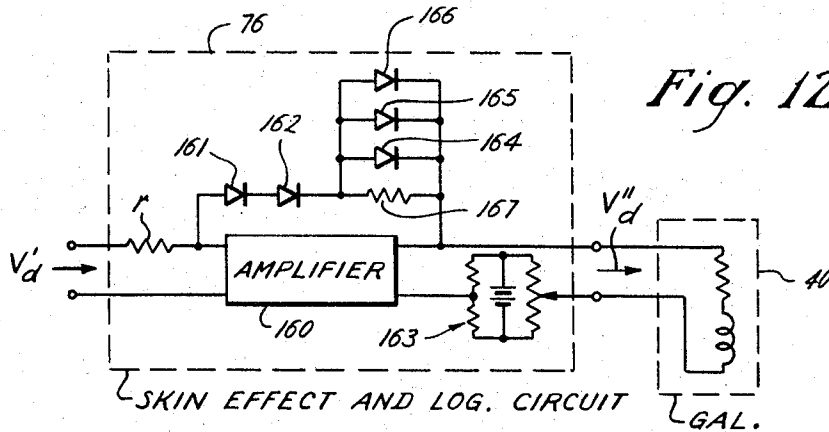 76
166
Fig. 12
165
161
162
164
r
167
V'd
V"d
AMPLIFIER
160
163
40
SKIN EFFECT AND LOG. CIRCUIT
GAL.